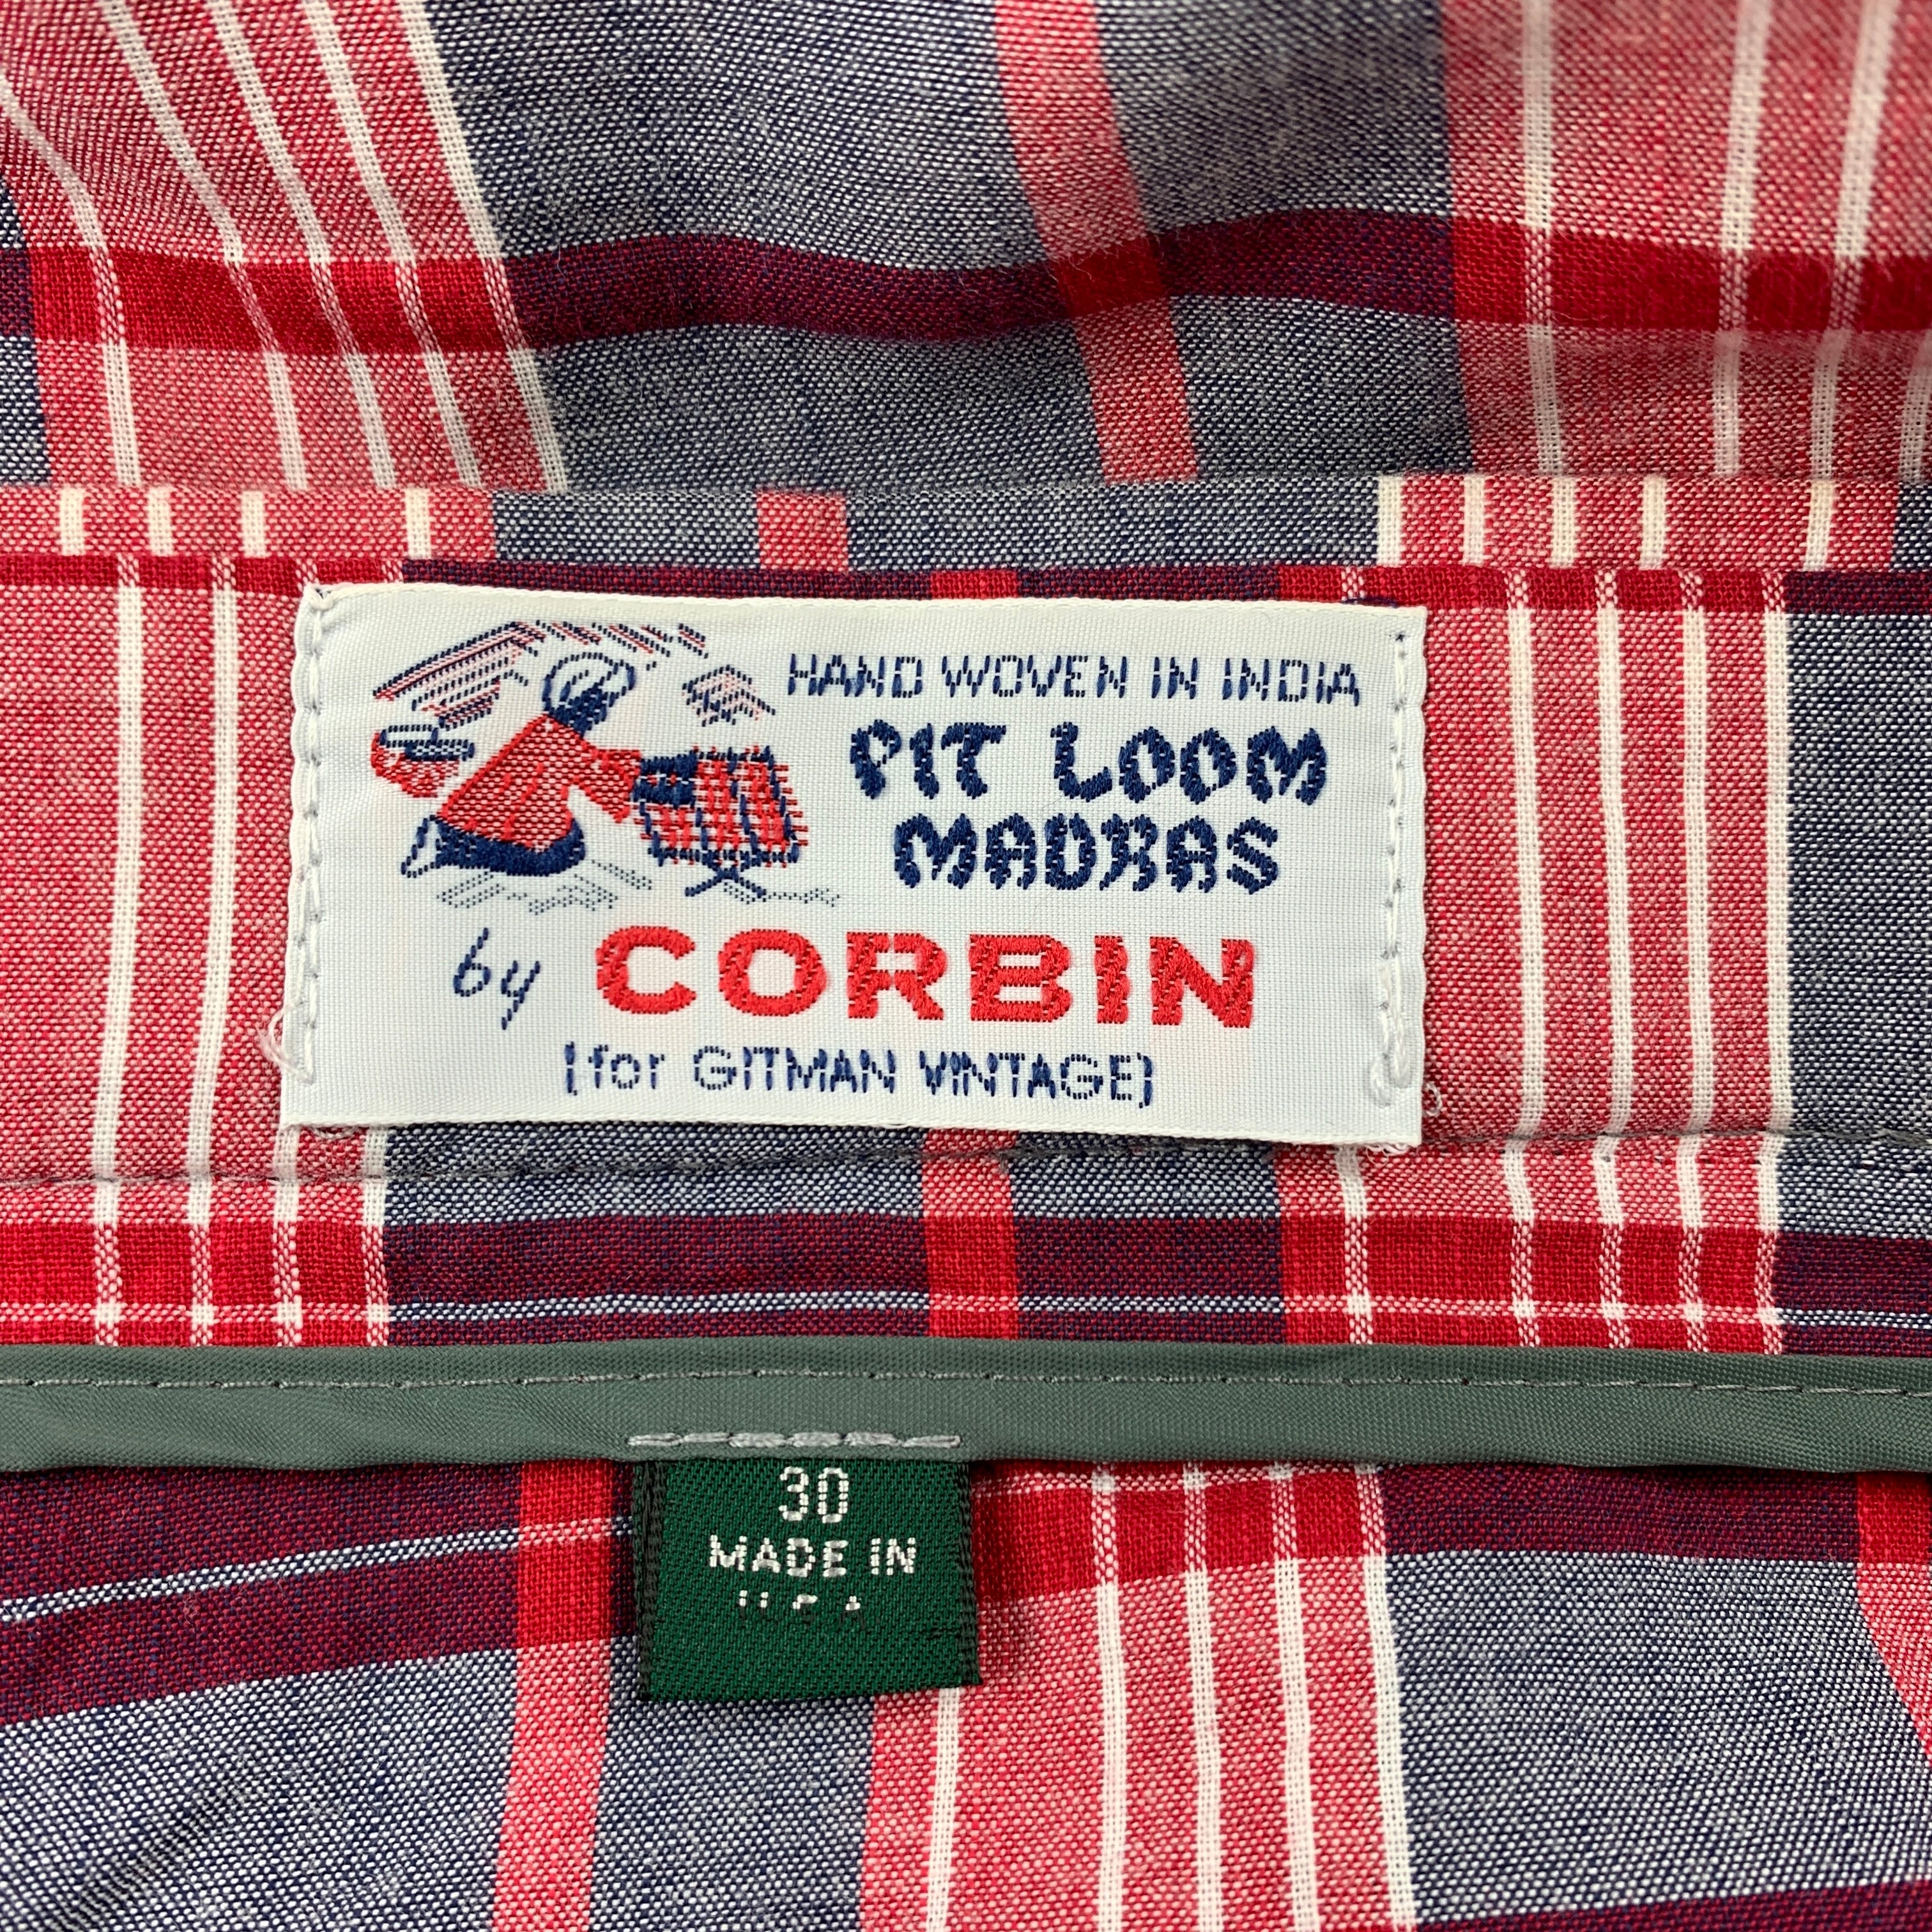 HAND WOVEN IN INDIA
PIT LOOM
MADRAS
by CORBIN
(for GITMAN VINTAGE)
30
MADE IN
U.S.A